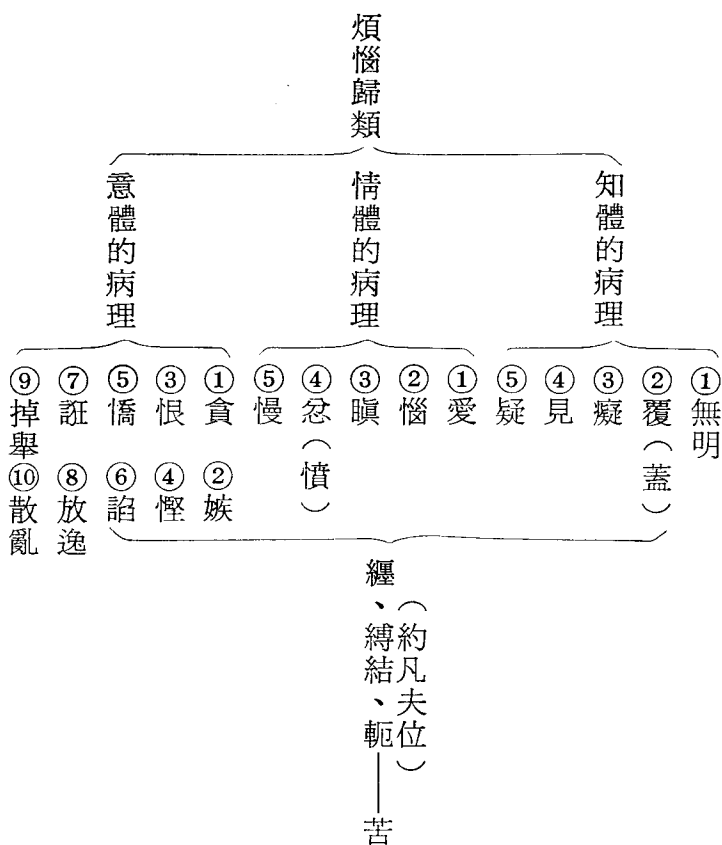 煩惱歸類
知體的病理
①無明
②覆（蓋）
③癡
④見
⑤疑
情體的病理
①愛
②惱
③瞋
④忿（憤）
⑤慢
意體的病理
①貪 ②嫉
③恨 ④慳
⑤憍 ⑥諂
⑦誑 ⑧放逸
⑨掉舉 ⑩散亂
（約凡夫位）
纏、縛結、軛——苦